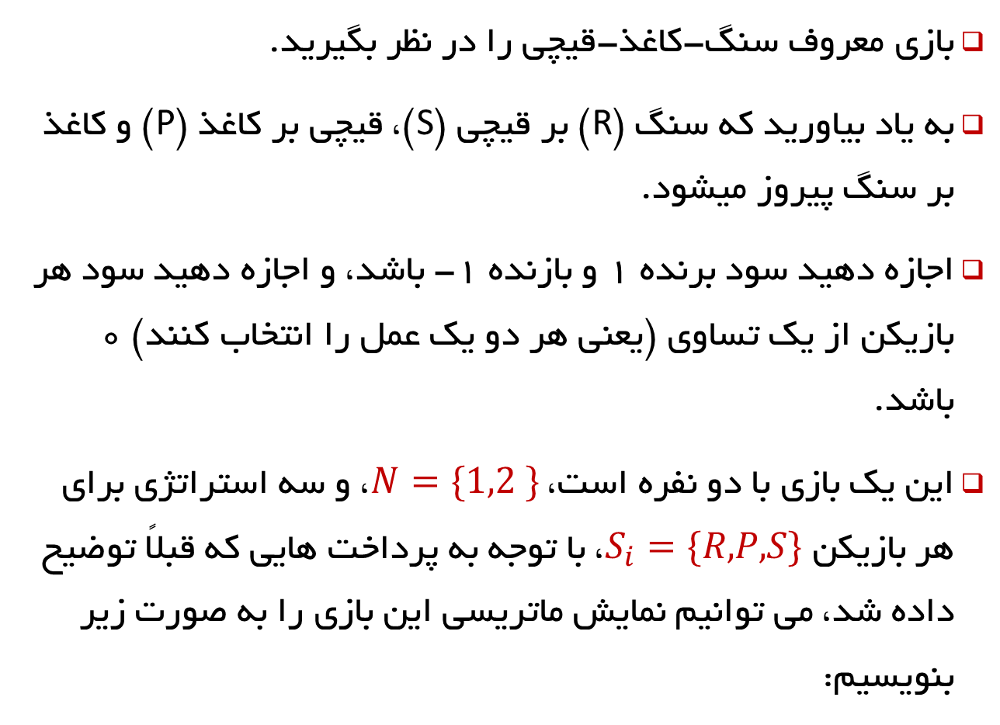 ❑ بازی معروف سنگ-کاغذ-قیچی را در نظر بگیرید.
❑ به یاد بیاورید که سنگ (R) بر قیچی (S)، قیچی بر کاغذ (P) و کاغذ
بر سنگ پیروز میشود.
❑ اجازه دهید سود برنده ۱ و بازنده ۱- باشد، و اجازه دهید سود هر
بازیکن از یک تساوی (یعنی هر دو یک عمل را انتخاب کنند) ۰
باشد.
❑ این یک بازی با دو نفره است، N = {1,2 }، و سه استراتژی برای
هر بازیکن Sᵢ = {R,P,S}، با توجه به پرداخت هایی که قبلاً توضیح
داده شد، می توانیم نمایش ماتریسی این بازی را به صورت زیر
بنویسیم: